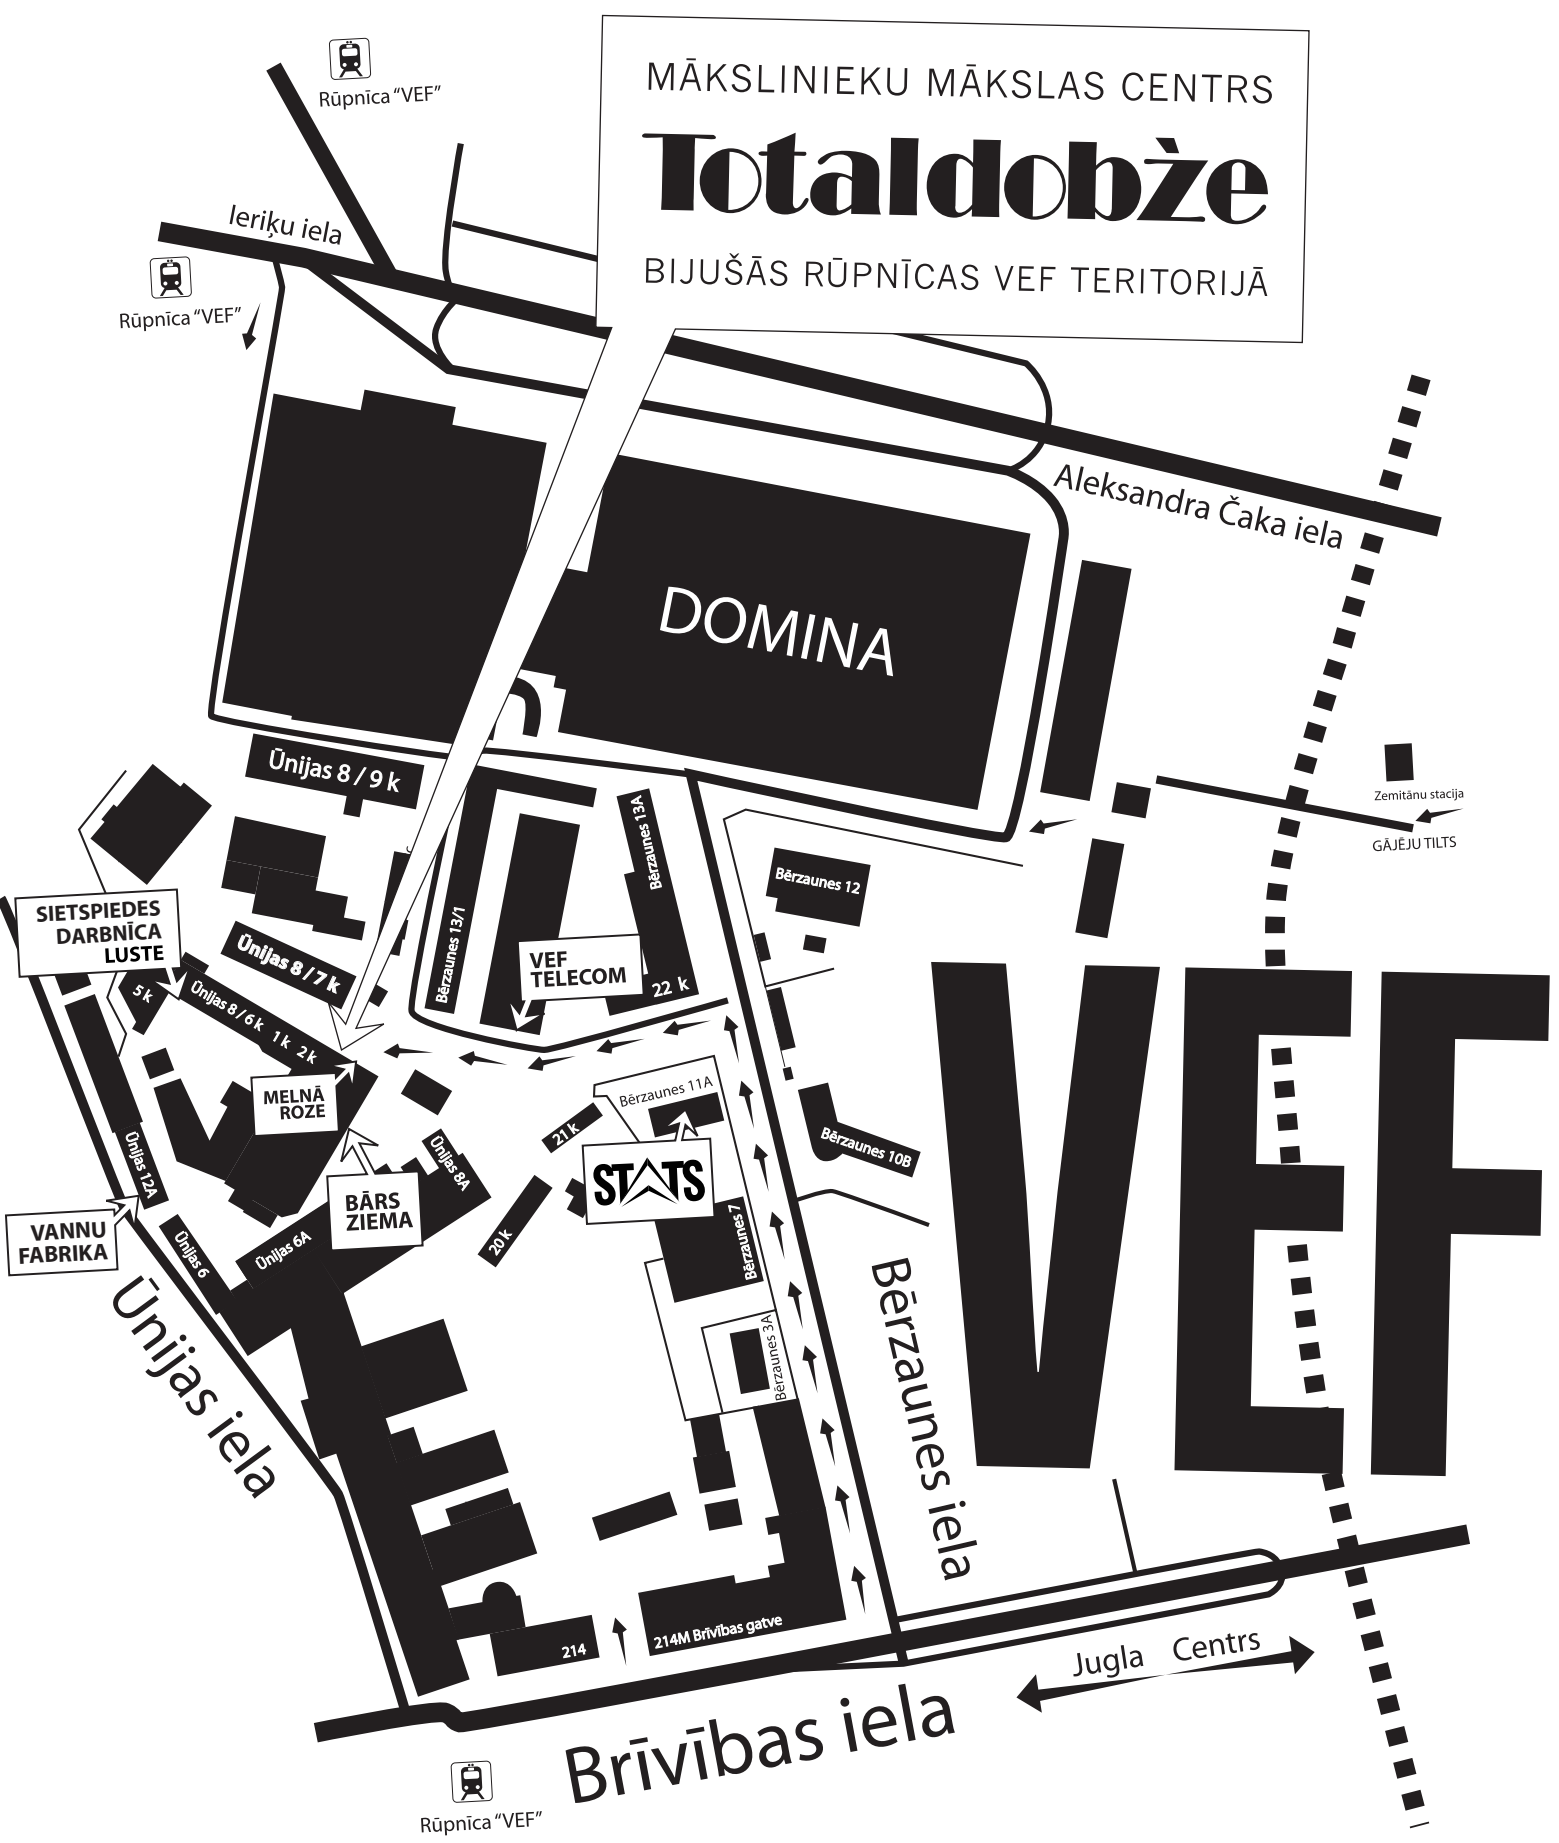 Rūpnīca “VEF”
MĀKSLINIEKU MĀKSLAS CENTRS
Totaldobže
BIJUŠĀS RŪPNĪCAS VEF TERITORIJĀ
Ieriķu iela
Rūpnīca “VEF”
Aleksandra Čaka iela
DOMINA
Ūnijas 8 / 9 k
Zemitānu stacija
GĀJĒJU TILTS
Bērzaunes 13A
Bērzaunes 12
Bērzaunes 13/1
SIETSPIEDES
DARBNĪCA
LUSTE
Ūnijas 8 / 7 k
VEF
TELECOM
22 k
5 k
Ūnijas 8 / 6 k 1 k 2 k
MELNĀ
ROZE
Bērzaunes 11A
21 k
Bērzaunes 10B
Ūnijas 12A
Ūnijas 8A
STATS
VANNU
FABRIKA
BĀRS
ZIEMA
Ūnijas 6
Ūnijas 6A
20 k
Bērzaunes 7
VEF
Ūnijas iela
Bērzaunes 3A
Bērzaunes iela
214
214M Brīvības gatve
Jugla Centrs
Brīvības iela
Rūpnīca “VEF”